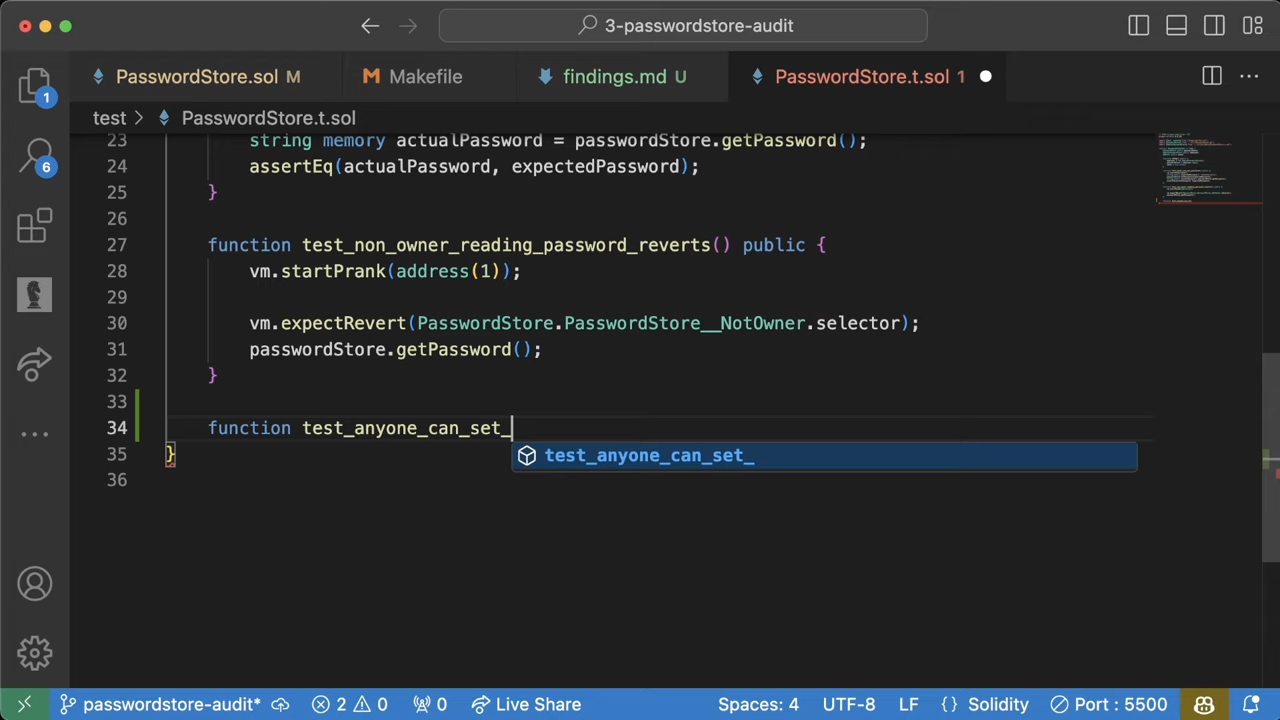 3-passwordstore-audit
PasswordStore.sol M
Makefile
findings.md U
PasswordStore.t.sol 1
test > PasswordStore.t.sol
1
6
23 string memory actualPassword = passwordStore.getPassword();
24 assertEq(actualPassword, expectedPassword);
25 }
26
27 function test_non_owner_reading_password_reverts() public {
28 vm.startPrank(address(1));
29
30 vm.expectRevert(PasswordStore.PasswordStore__NotOwner.selector);
31 passwordStore.getPassword();
32 }
33
34 function test_anyone_can_set_
test_anyone_can_set_
35 }
36
passwordstore-audit* 2 0 0 Live Share Spaces: 4 UTF-8 LF {} Solidity Port : 5500